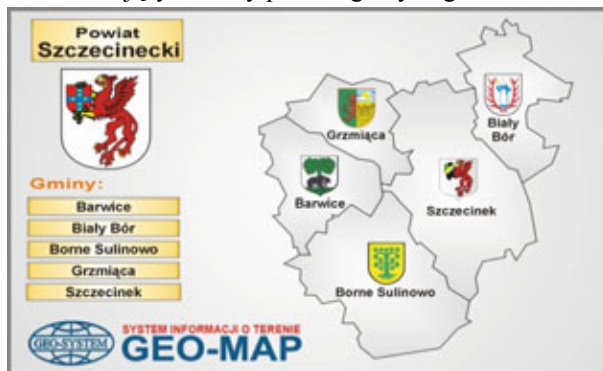 Powiat
Szczecinecki
Gminy:
Barwice
Biały Bór
Borne Sulinowo
Grzmiąca
Szczecinek
GEO-SYSTEM
SYSTEM INFORMACJI O TERENIE
GEO-MAP
Grzmiąca
Biały
Bór
Barwice
Szczecinek
Borne Sulinowo